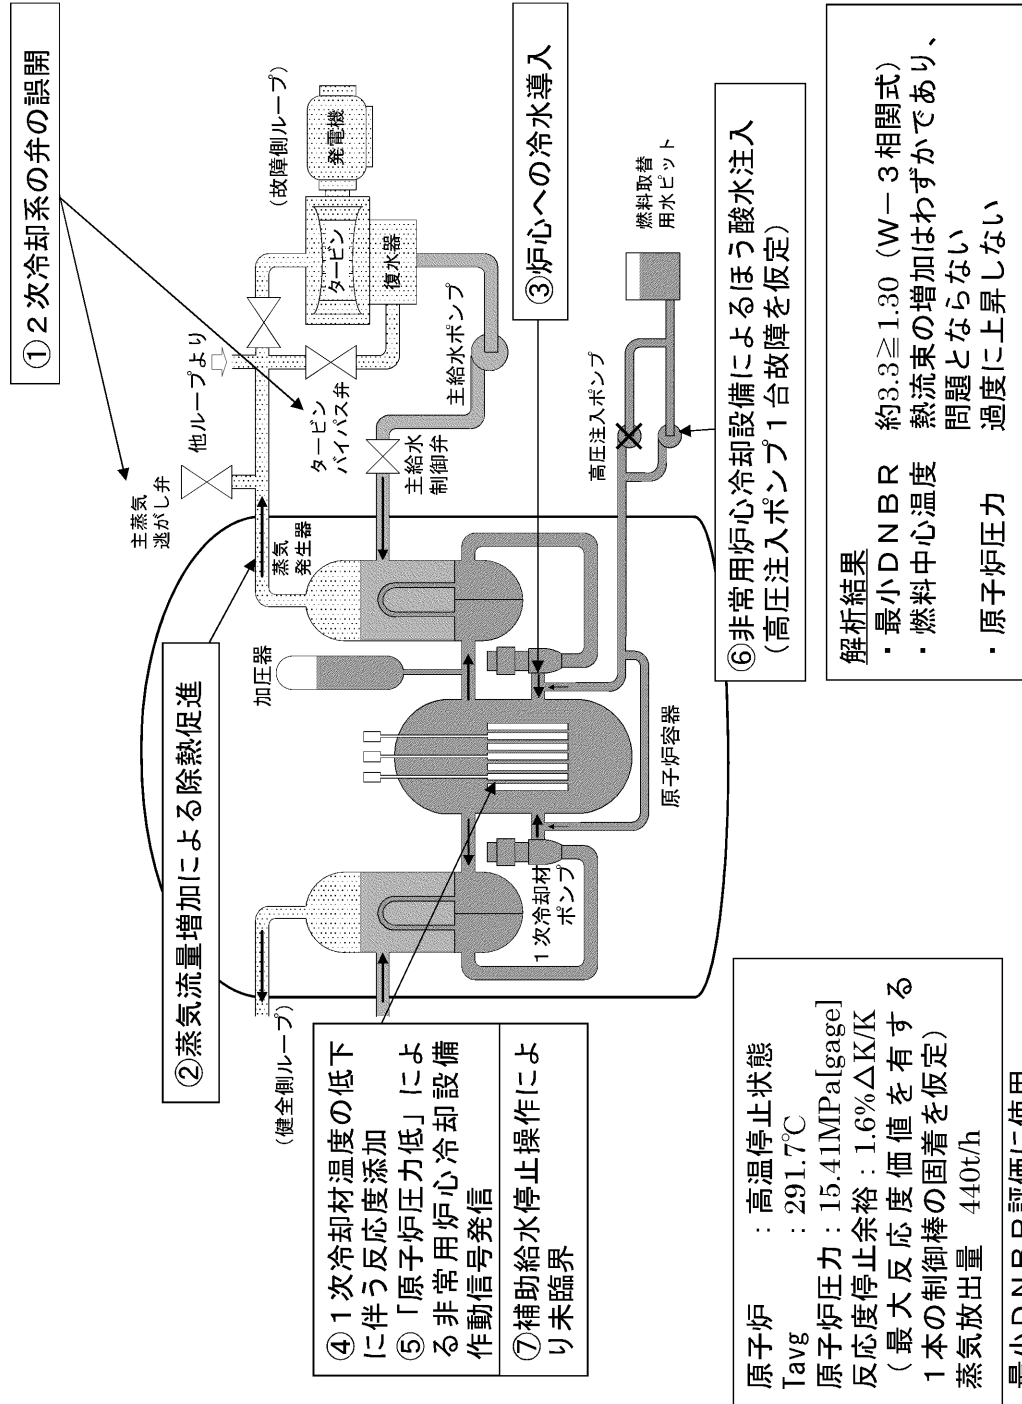 ①２次冷却系の弁の誤開
②蒸気流量増加による除熱促進
③炉心への冷水導入
④１次冷却材温度の低下
に伴う反応度添加
⑤「原子炉圧力低」によ
る非常用炉心冷却設備
作動信号発信
⑦補助給水停止操作によ
り未臨界
⑥非常用炉心冷却設備によるほう酸水注入
(高圧注入ポンプ１台故障を仮定)
(健全側ループ)
(故障側ループ)
主蒸気
逃がし弁
他ループより
蒸気
発生器
加圧器
タービン
バイパス弁
タービン
発電機
復水器
主給水ポンプ
主給水
制御弁
１次冷却材
ポンプ
原子炉容器
高圧注入ポンプ
燃料取替
用水ピット
原子炉　：高温停止状態
Tavg　：291.7℃
原子炉圧力：15.41MPa[gage]
反応度停止余裕：1.6%△K/K
(最大反応度価値を有する
１本の制御棒の固着を仮定)
蒸気放出量　440t/h
解析結果
・最小ＤＮＢＲ　約3.3≧1.30 (Ｗ－３相関式)
・燃料中心温度　熱流束の増加はわずかであり、
問題とならない
・原子炉圧力　過度に上昇しない
最小ＤＮＢＲ評価に使用